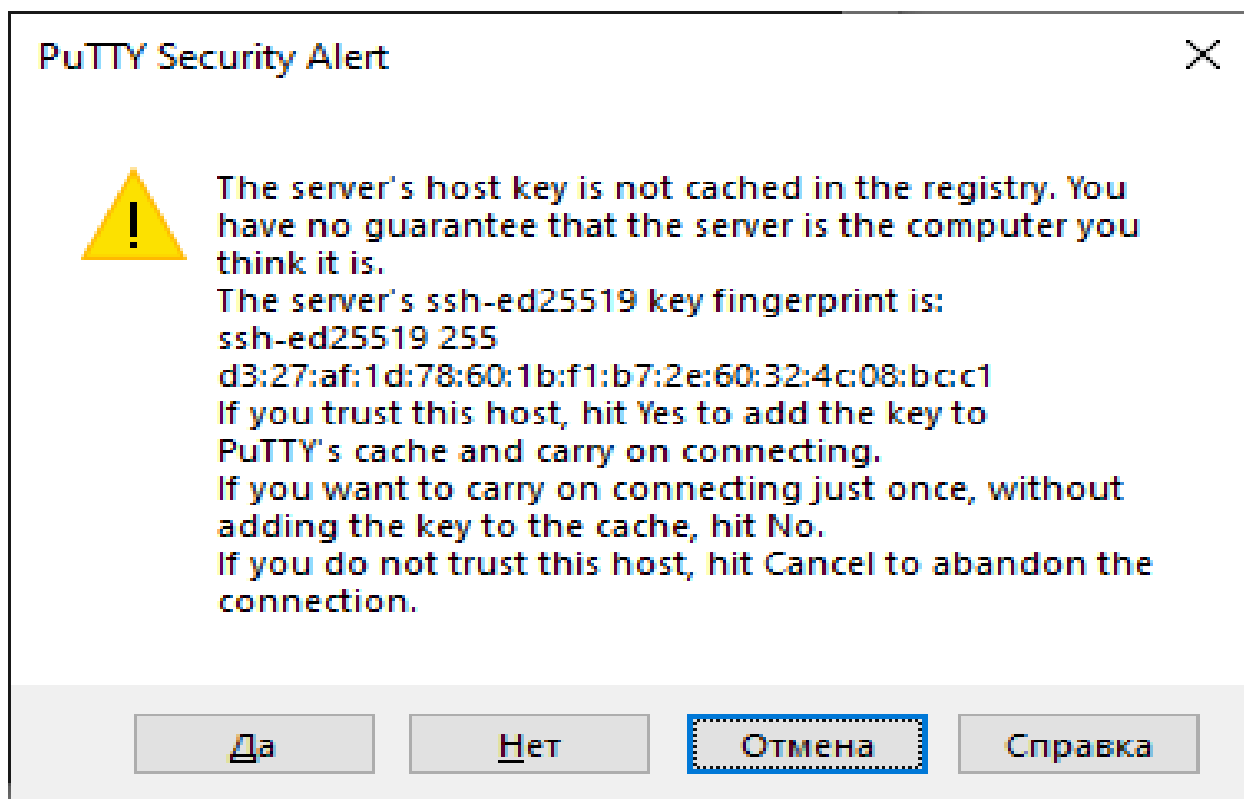 PuTTY Security Alert
The server's host key is not cached in the registry. You
have no guarantee that the server is the computer you
think it is.
The server's ssh-ed25519 key fingerprint is:
ssh-ed25519 255
d3:27:af:1d:78:60:1b:f1:b7:2e:60:32:4c:08:bc:c1
If you trust this host, hit Yes to add the key to
PuTTY's cache and carry on connecting.
If you want to carry on connecting just once, without
adding the key to the cache, hit No.
If you do not trust this host, hit Cancel to abandon the
connection.
Да Нет Отмена Справка